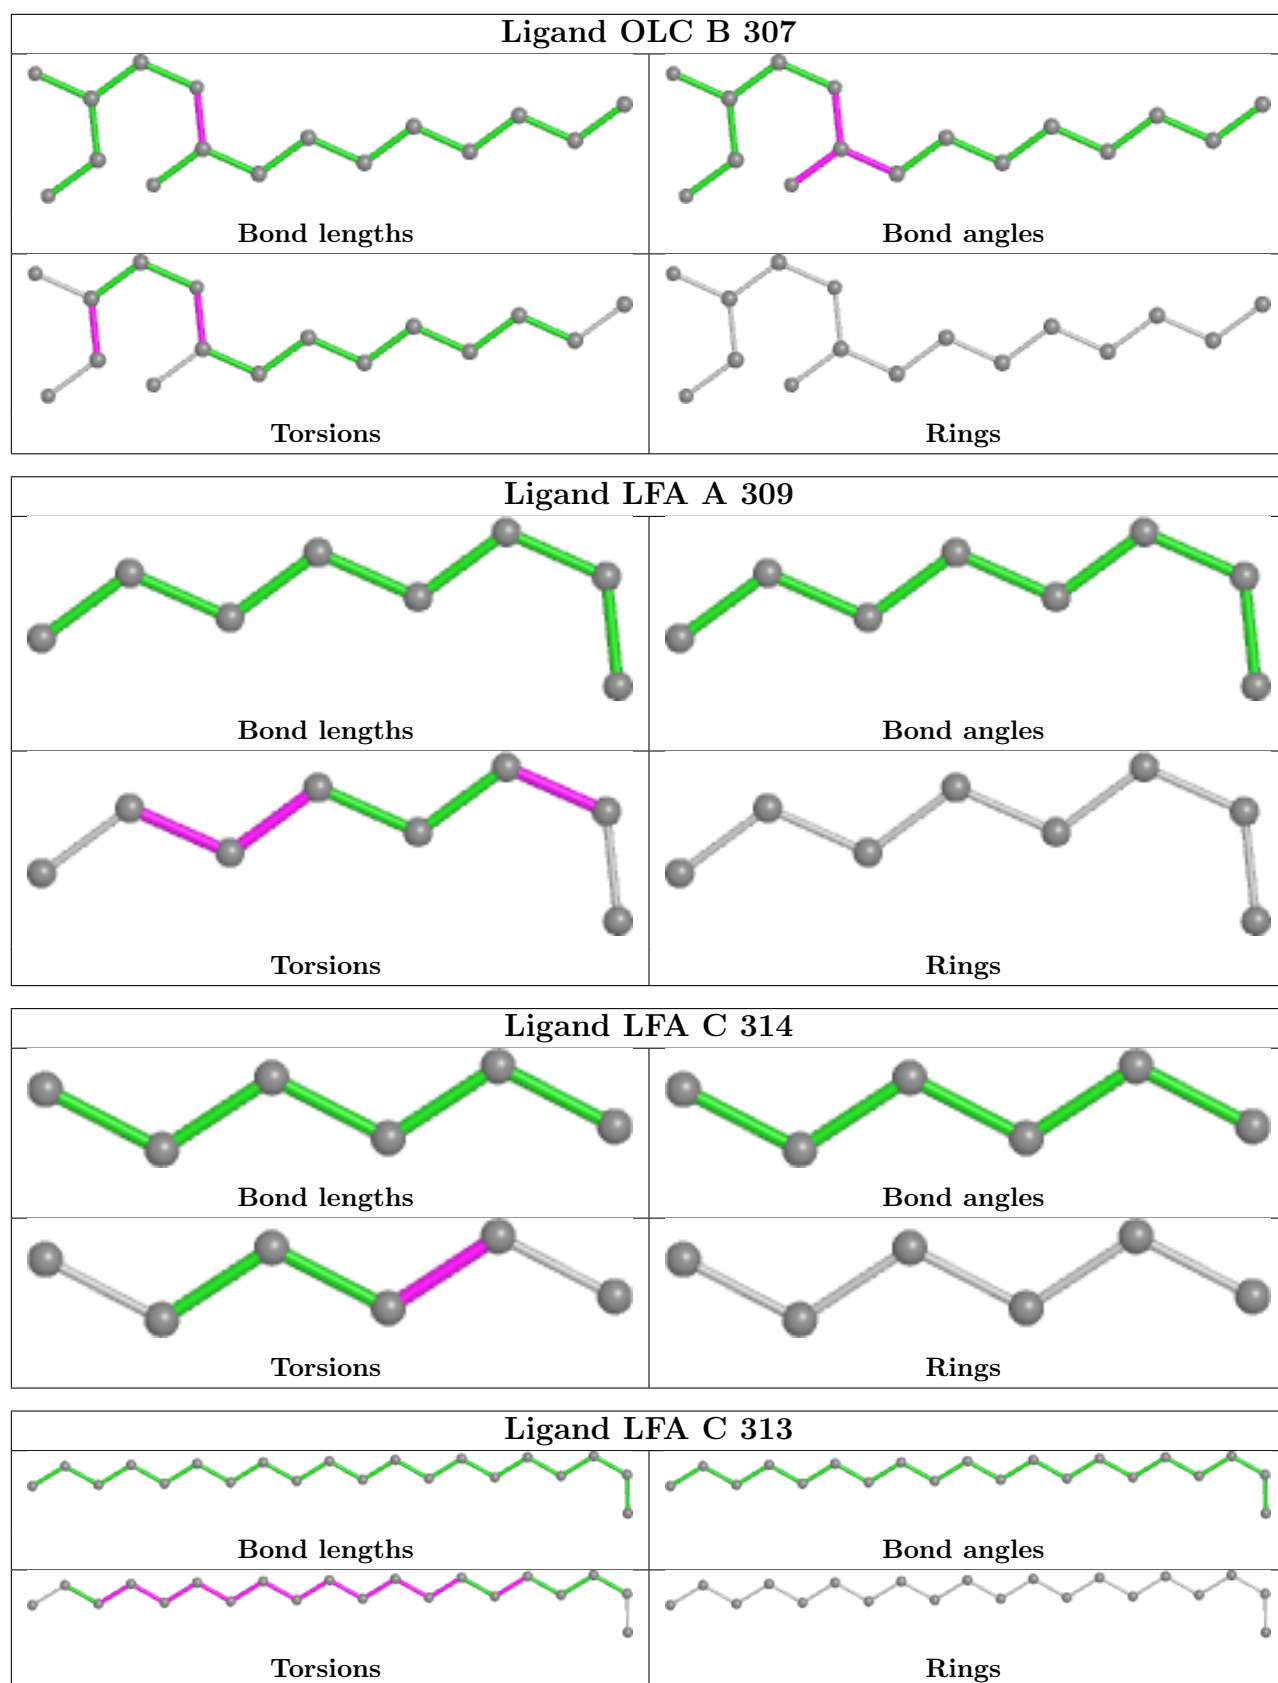 Ligand OLC B 307
Bond lengths
Bond angles
Torsions
Rings
Ligand LFA A 309
Bond lengths
Bond angles
Torsions
Rings
Ligand LFA C 314
Bond lengths
Bond angles
Torsions
Rings
Ligand LFA C 313
Bond lengths
Bond angles
Torsions
Rings